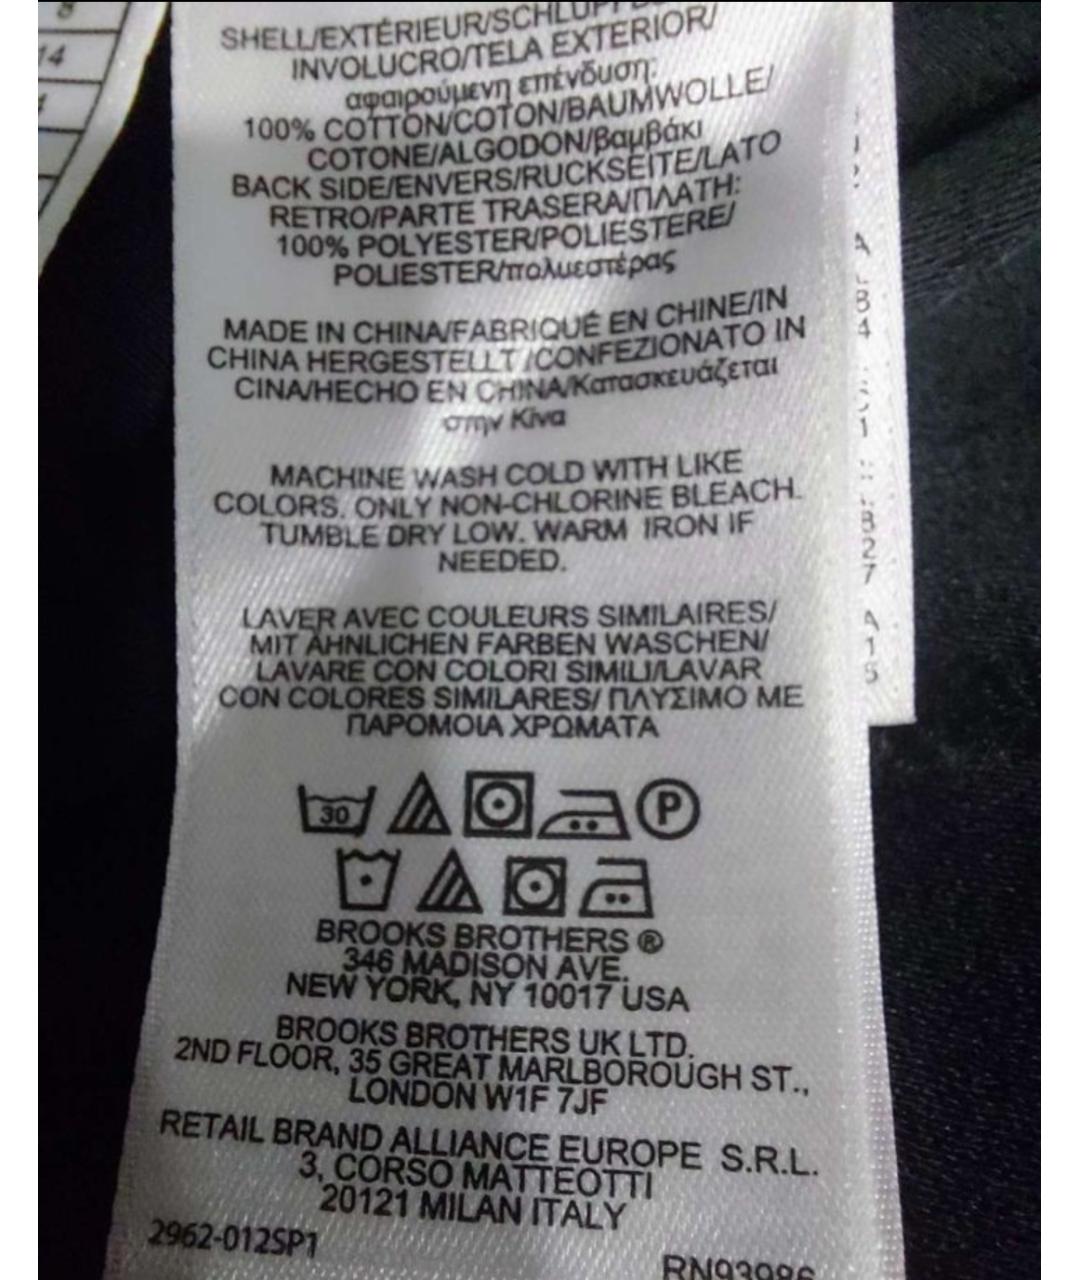 8
14
SHELL/EXTÉRIEUR/SCHLUPF
INVOLUCRO/TELA EXTERIOR/
αφαιρούμενη επένδυση:
100% COTTON/COTON/BAUMWOLLE/
COTONE/ALGODON/βαμβάκι
BACK SIDE/ENVERS/RUCKSEITE/LATO
RETRO/PARTE TRASERA/ΠΛΑΤΗ:
100% POLYESTER/POLIESTERE/
POLIESTER/πολυεστέρας
MADE IN CHINA/FABRIQUÉ EN CHINE/IN
CHINA HERGESTELLT /CONFEZIONATO IN
CINA/HECHO EN CHINA/Κατασκευάζεται
στην Κίνα
MACHINE WASH COLD WITH LIKE
COLORS. ONLY NON-CHLORINE BLEACH.
TUMBLE DRY LOW. WARM IRON IF
NEEDED.
LAVER AVEC COULEURS SIMILAIRES/
MIT ÄHNLICHEN FARBEN WASCHEN/
LAVARE CON COLORI SIMILI/LAVAR
CON COLORES SIMILARES/ ΠΛΥΣΙΜΟ ΜΕ
ΠΑΡΟΜΟΙΑ ΧΡΩΜΑΤΑ
30 P
BROOKS BROTHERS ®
346 MADISON AVE.
NEW YORK, NY 10017 USA
BROOKS BROTHERS UK LTD.
2ND FLOOR, 35 GREAT MARLBOROUGH ST.,
LONDON W1F 7JF
RETAIL BRAND ALLIANCE EUROPE S.R.L.
3, CORSO MATTEOTTI
20121 MILAN ITALY
2962-012SP1
RN93986